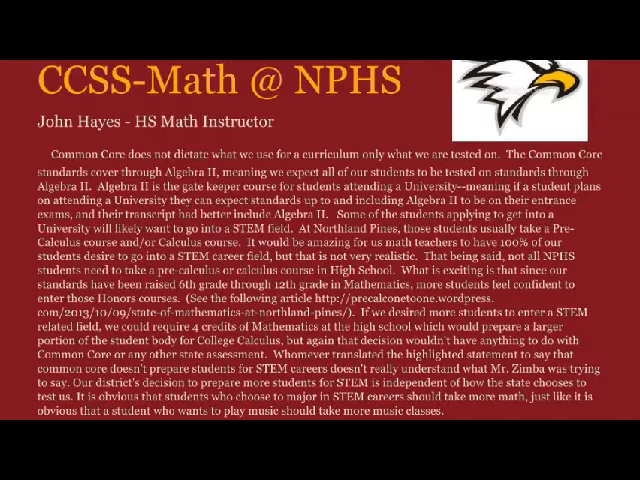 CCSS-Math @ NPHS
John Hayes - HS Math Instructor
Common Core does not dictate what we use for a curriculum only what we are tested on.  The Common Core
standards cover through Algebra II, meaning we expect all of our students to be tested on standards through
Algebra II.  Algebra II is the gate keeper course for students attending a University--meaning if a student plans
on attending a University they can expect standards up to and including Algebra II to be on their entrance
exams, and their transcript had better include Algebra II.   Some of the students applying to get into a
University will likely want to go into a STEM field.  At Northland Pines, those students usually take a Pre-
Calculus course and/or Calculus course.  It would be amazing for us math teachers to have 100% of our
students desire to go into a STEM career field, but that is not very realistic.  That being said, not all NPHS
students need to take a pre-calculus or calculus course in High School.  What is exciting is that since our
standards have been raised 6th grade through 12th grade in Mathematics, more students feel confident to
enter those Honors courses.  (See the following article http://precalconetoone.wordpress.
com/2013/10/09/state-of-mathematics-at-northland-pines/).  If we desired more students to enter a STEM
related field, we could require 4 credits of Mathematics at the high school which would prepare a larger
portion of the student body for College Calculus, but again that decision wouldn't have anything to do with
Common Core or any other state assessment.  Whomever translated the highlighted statement to say that
common core doesn't prepare students for STEM careers doesn't really understand what Mr. Zimba was trying
to say. Our district's decision to prepare more students for STEM is independent of how the state chooses to
test us. It is obvious that students who choose to major in STEM careers should take more math, just like it is
obvious that a student who wants to play music should take more music classes.